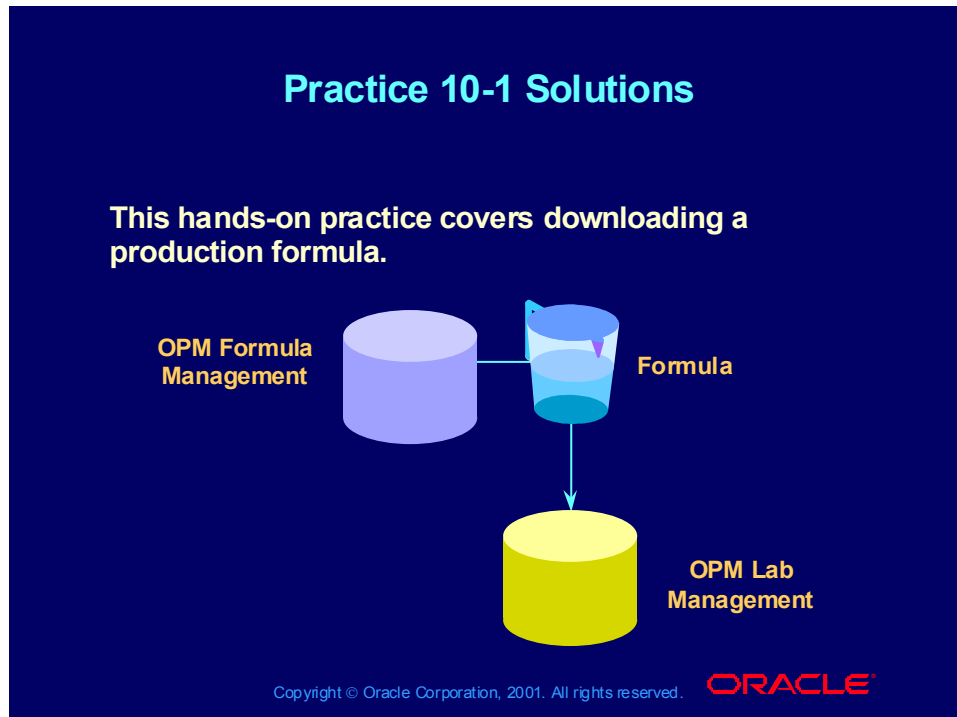 Practice 10-1 Solutions
This hands-on practice covers downloading a
production formula.
OPM Formula
Management
Formula
OPM Lab
Management
Copyright © Oracle Corporation, 2001. All rights reserved.
ORACLE®